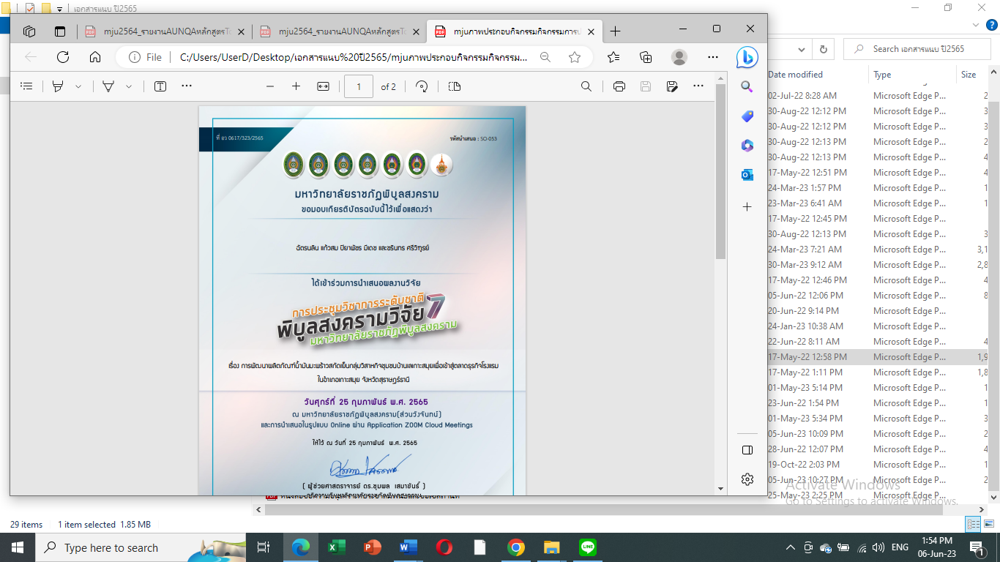 เอกสารแนบ ปี2565
mju2564_รายงานAUNQAหลักสูตรTo
mju2564_รายงานAUNQAหลักสูตรTo
mjuภาพประกอบกิจกรรมกิจกรรมการป
File
C:/Users/UserD/Desktop/เอกสารแนบ%20ปี2565/mjuภาพประกอบกิจกรรมกิจกรรม...
Search เอกสารแนบ ปี2565
1 of 2
ที่ อว 0617/323/2565
รหัสนำเสนอ : SO-053
มหาวิทยาลัยราชภัฏพิบูลสงคราม
ขอมอบเกียรติบัตรฉบับนี้ไว้เพื่อแสดงว่า
ฉัตรนลิน แก้วสม ปิยาพัชร มีเดช และชรินทร ศรีวิฑูรย์
ได้เข้าร่วมการนำเสนอผลงานวิจัย
การประชุมวิชาการระดับชาติ
พิบูลสงครามวิจัย 7
มหาวิทยาลัยราชภัฏพิบูลสงคราม
เรื่อง การพัฒนาผลิตภัณฑ์น้ำมันมะพร้าวสกัดเย็นกลุ่มวิสาหกิจชุมชนบ้านเลเกาะสมุยเพื่อเข้าสู่ตลาดธุรกิจโรงแรม
ในอำเภอเกาะสมุย จังหวัดสุราษฎร์ธานี
วันศุกร์ที่ 25 กุมภาพันธ์ พ.ศ. 2565
ณ มหาวิทยาลัยราชภัฏพิบูลสงคราม(ส่วนวังจันทน์)
และการนำเสนอในรูปแบบ Online ผ่าน Application ZOOM Cloud Meetings
ให้ไว้ ณ วันที่ 25 กุมภาพันธ์ พ.ศ. 2565
( ผู้ช่วยศาสตราจารย์ ดร.ชุมพล เสมาขันธ์ )
Date modified Type Size
02-Jul-22 8:28 AM Microsoft Edge P... 2
30-Aug-22 12:12 PM Microsoft Edge P... 3
30-Aug-22 12:12 PM Microsoft Edge P... 3
30-Aug-22 12:13 PM Microsoft Edge P... 2
30-Aug-22 12:13 PM Microsoft Edge P... 4
17-May-22 12:51 PM Microsoft Edge P... 4
24-Mar-23 1:57 PM Microsoft Edge P... 1
23-Mar-23 6:41 AM Microsoft Edge P... 1
17-May-22 12:45 PM Microsoft Edge P...
30-Aug-22 12:13 PM Microsoft Edge P... 3
24-Mar-23 7:21 AM Microsoft Edge P... 3,1
30-Mar-23 9:12 AM Microsoft Edge P... 2,8
17-May-22 12:46 PM Microsoft Edge P... 4
05-Jun-22 12:06 PM Microsoft Edge P... 8
20-Jun-22 9:14 PM Microsoft Edge P...
24-Jan-23 10:38 AM Microsoft Edge P...
22-Jun-22 8:11 AM Microsoft Edge P... 4
17-May-22 12:58 PM Microsoft Edge P... 1,9
17-May-22 1:11 PM Microsoft Edge P... 1,8
01-May-23 5:14 PM Microsoft Edge P... 1
23-Jun-22 1:54 PM Microsoft Edge P... 1
01-May-23 5:34 PM Microsoft Edge P... 3
05-Jun-23 10:09 PM Microsoft Edge P... 2
28-Jun-22 12:07 PM Microsoft Edge P... 4
19-Oct-22 2:03 PM Microsoft Edge P... 1
05-Jun-23 10:27 PM Microsoft Edge P... 2
25-May-23 2:25 PM Microsoft Edge P... 1
Activate Windows
Go to Settings to activate Windows.
29 items 1 item selected 1.85 MB
Type here to search
ENG
1:54 PM
06-Jun-23